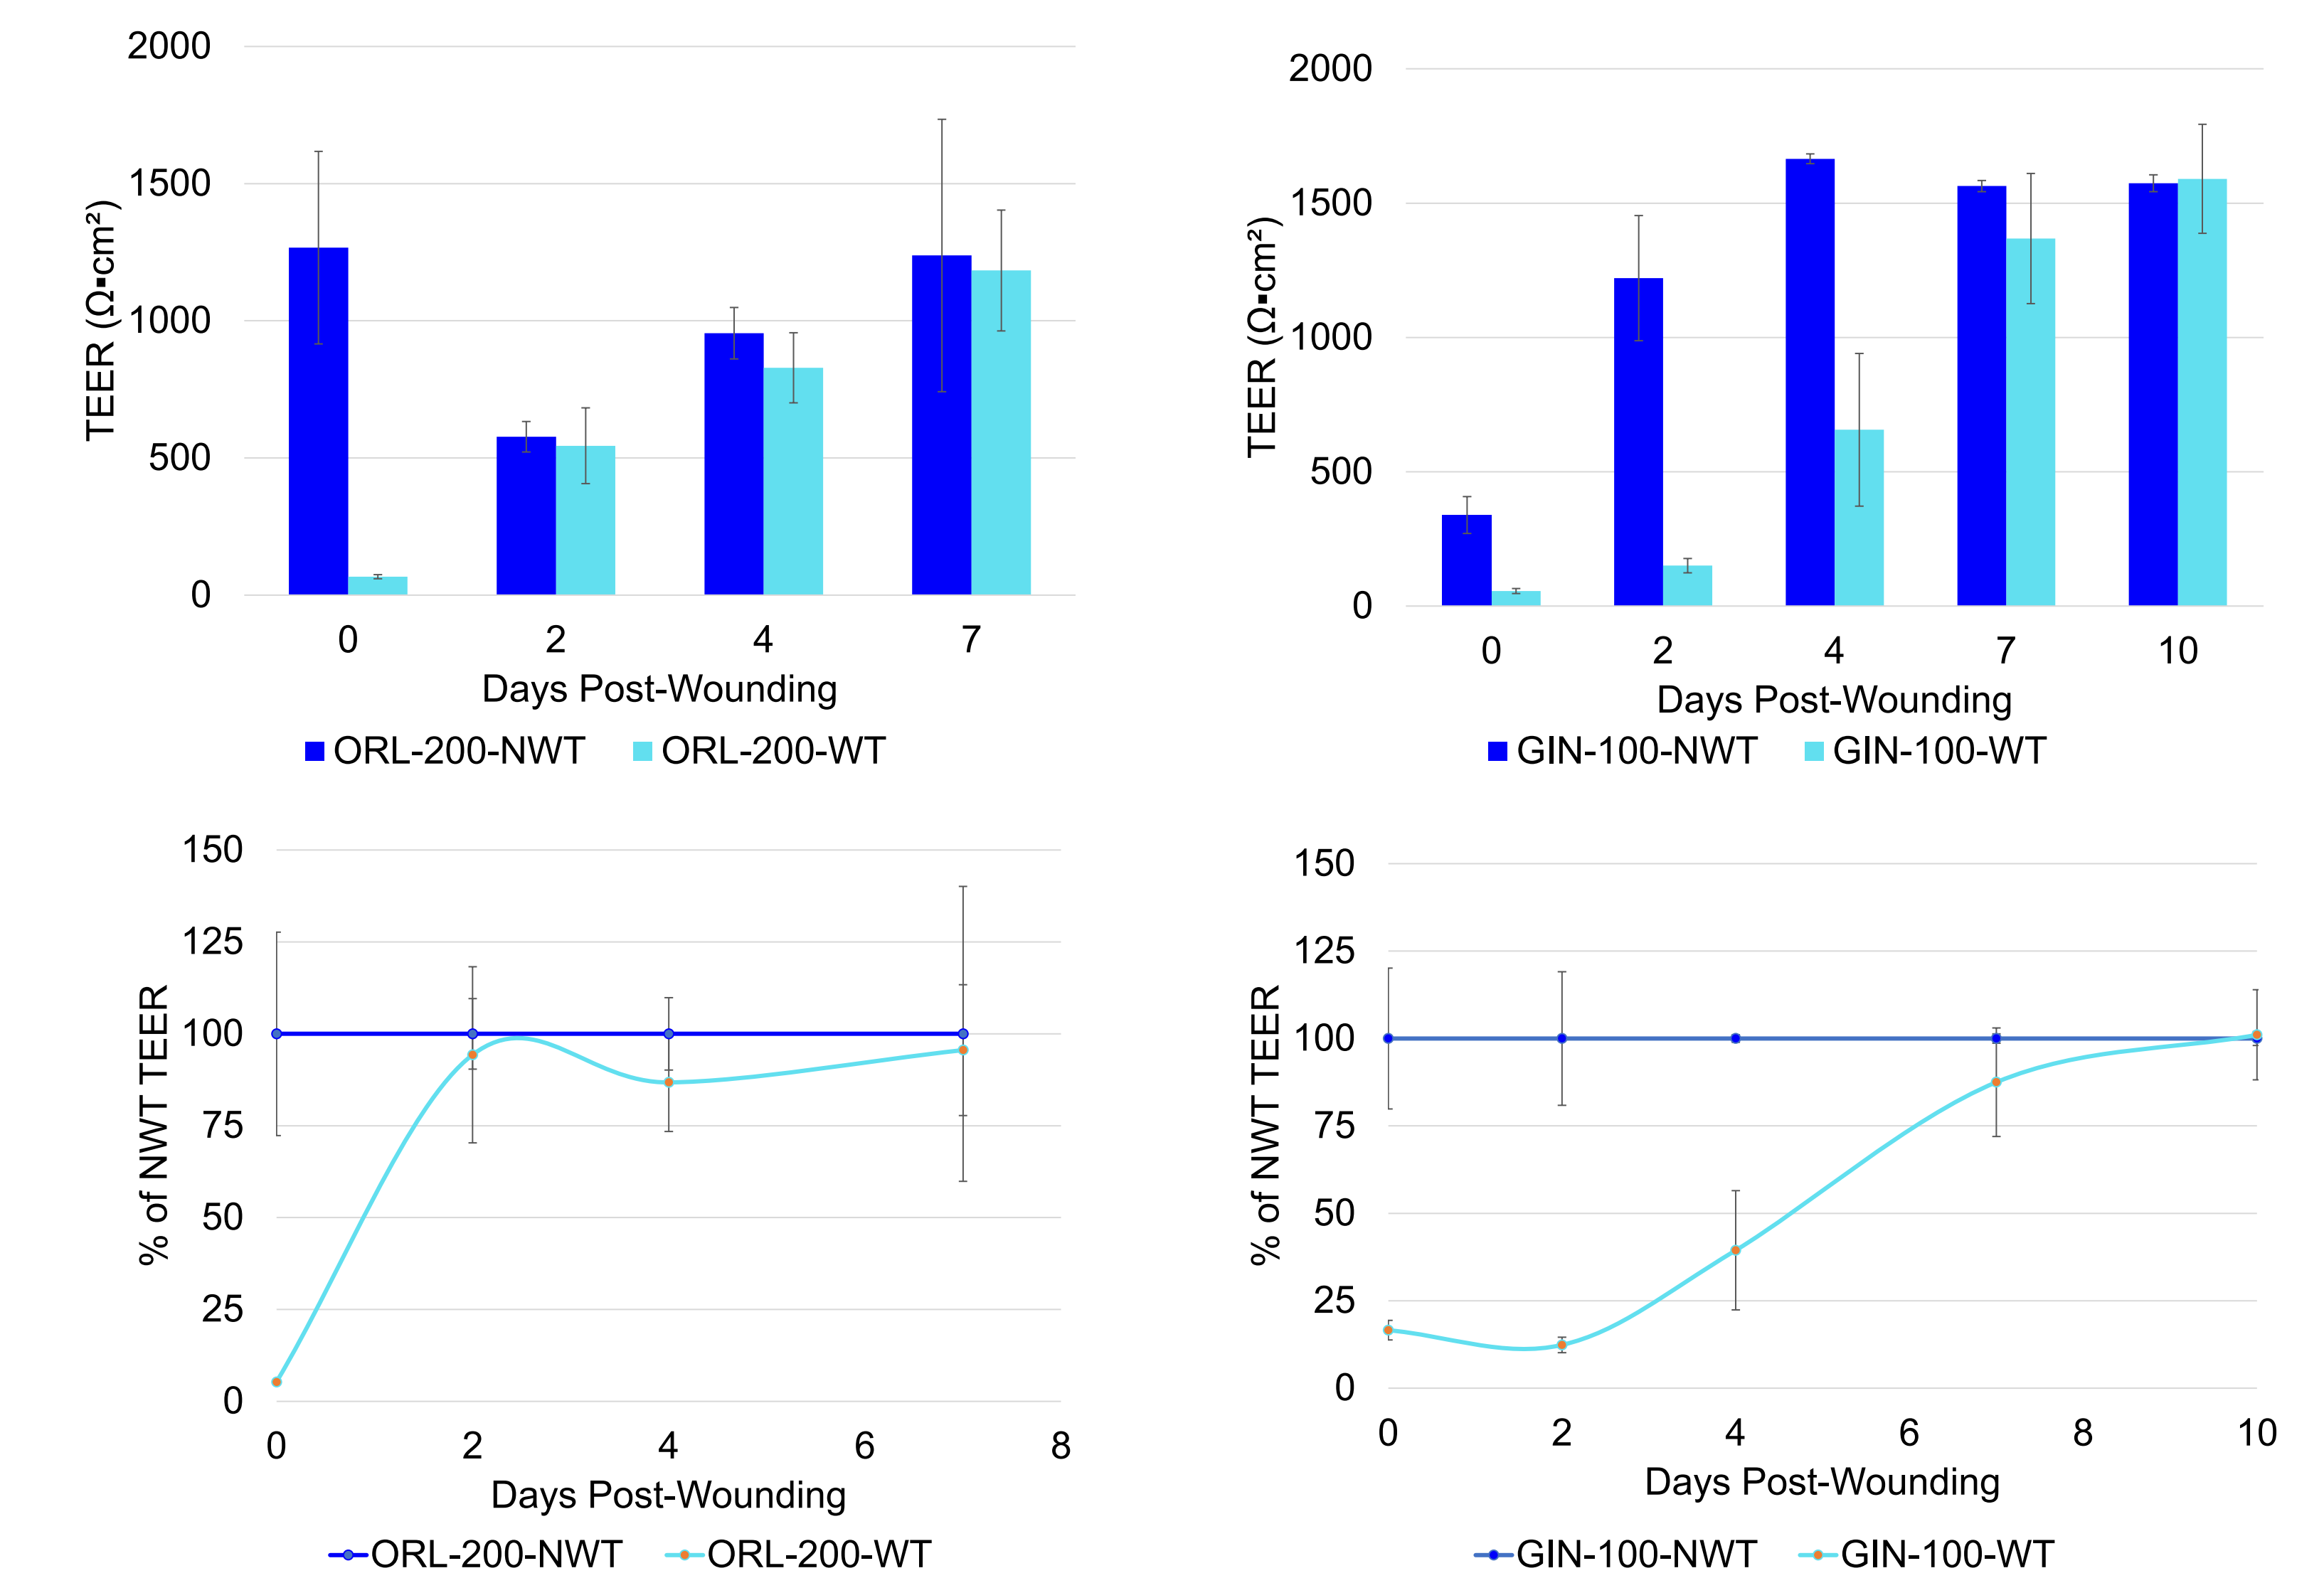 2000
1500
1000
500
0
TEER (Ω▪cm²)
0 2 4 7
Days Post-Wounding
ORL-200-NWT ORL-200-WT
2000
1500
1000
500
0
TEER (Ω▪cm²)
0 2 4 7 10
Days Post-Wounding
GIN-100-NWT GIN-100-WT
150
125
100
75
50
25
0
% of NWT TEER
0 2 4 6 8
Days Post-Wounding
ORL-200-NWT ORL-200-WT
150
125
100
75
50
25
0
% of NWT TEER
0 2 4 6 8 10
Days Post-Wounding
GIN-100-NWT GIN-100-WT